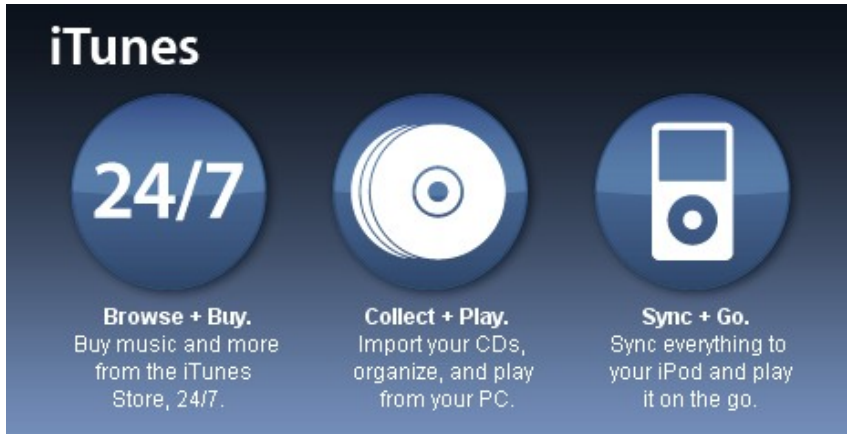 iTunes
24/7
Browse + Buy.
Buy music and more
from the iTunes
Store, 24/7.
Collect + Play.
Import your CDs,
organize, and play
from your PC.
Sync + Go.
Sync everything to
your iPod and play
it on the go.